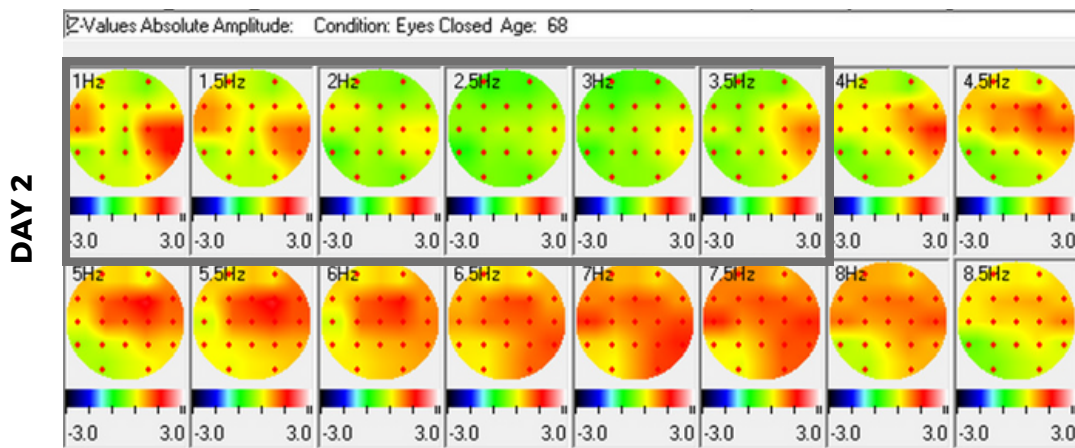 Z-Values Absolute Amplitude: Condition: Eyes Closed Age: 68
DAY 2
1Hz 1.5Hz 2Hz 2.5Hz 3Hz 3.5Hz 4Hz 4.5Hz
-3.0 3.0 -3.0 3.0 -3.0 3.0 -3.0 3.0 -3.0 3.0 -3.0 3.0 -3.0 3.0 -3.0 3.0
5Hz 5.5Hz 6Hz 6.5Hz 7Hz 7.5Hz 8Hz 8.5Hz
-3.0 3.0 -3.0 3.0 -3.0 3.0 -3.0 3.0 -3.0 3.0 -3.0 3.0 -3.0 3.0 -3.0 3.0